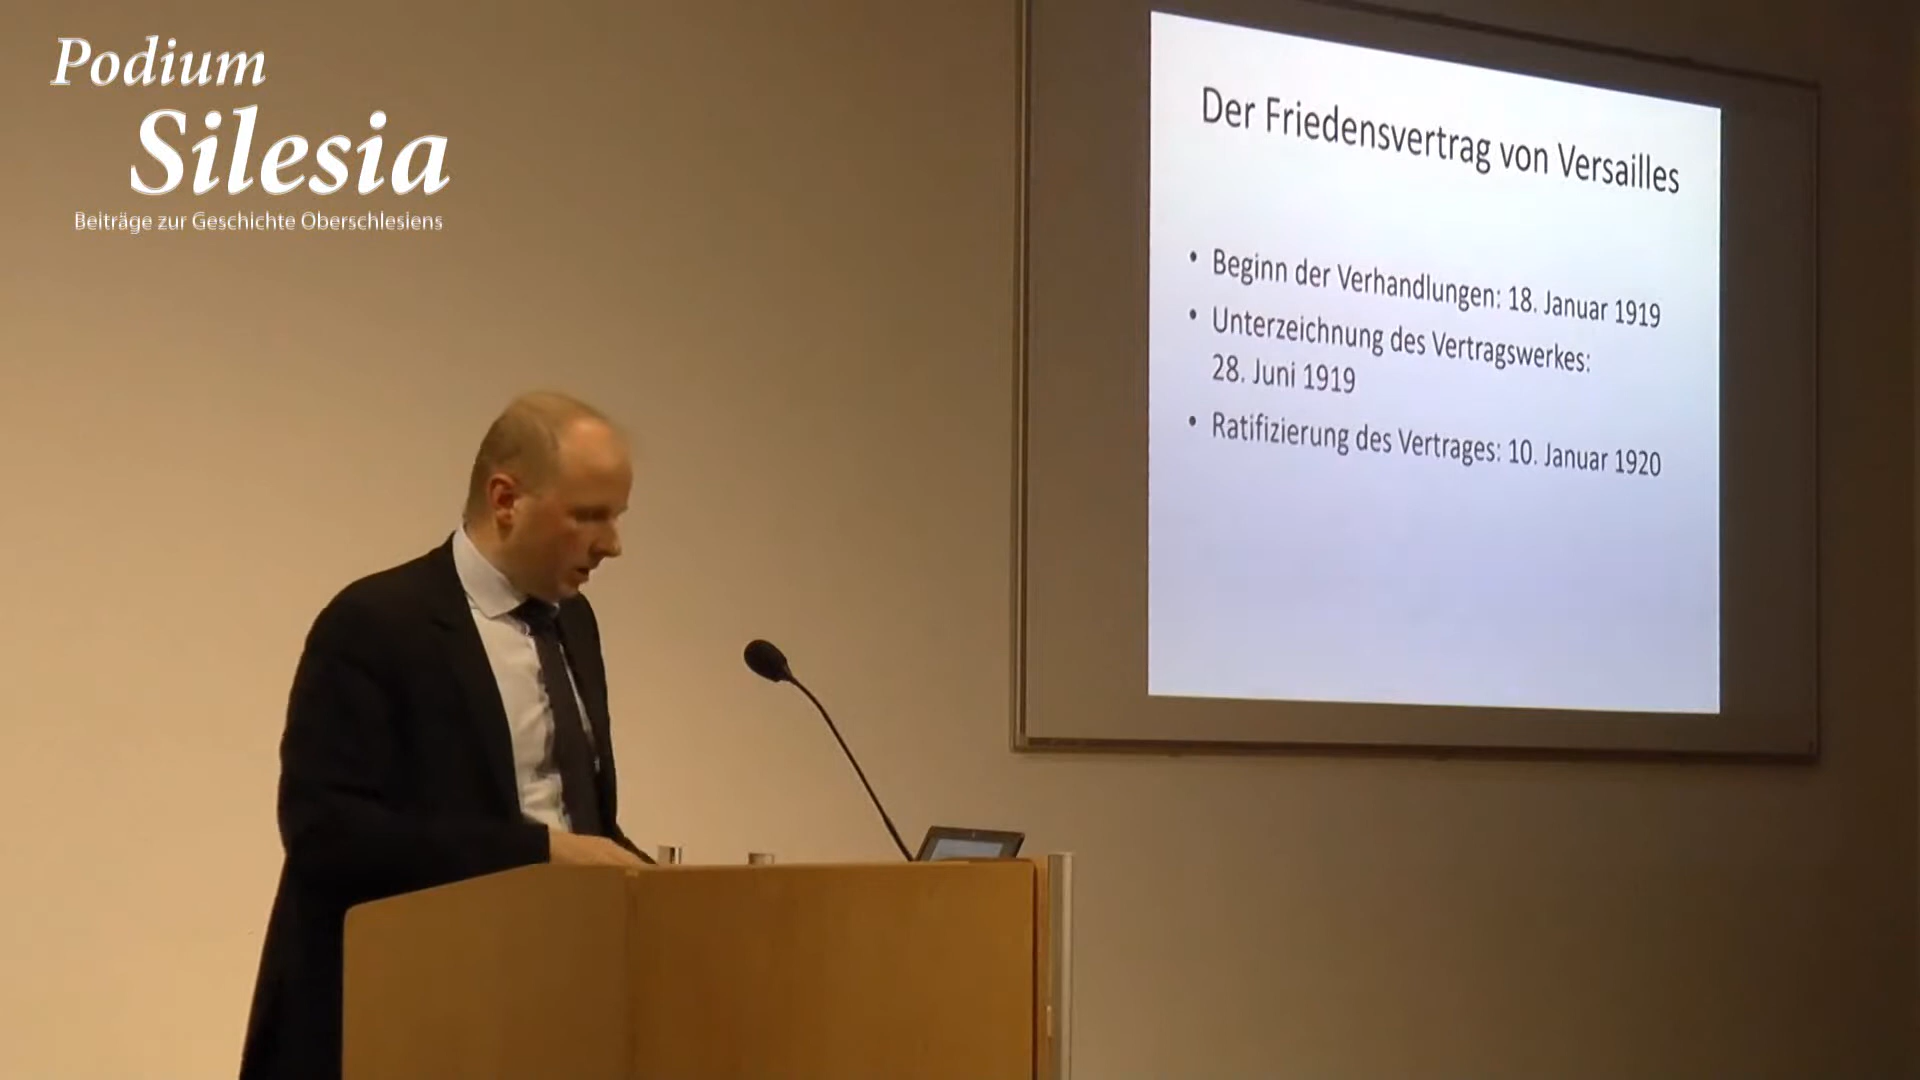 Podium
Silesia
Beiträge zur Geschichte Oberschlesiens
Der Friedensvertrag von Versailles
• Beginn der Verhandlungen: 18. Januar 1919
• Unterzeichnung des Vertragswerkes:
28. Juni 1919
• Ratifizierung des Vertrages: 10. Januar 1920